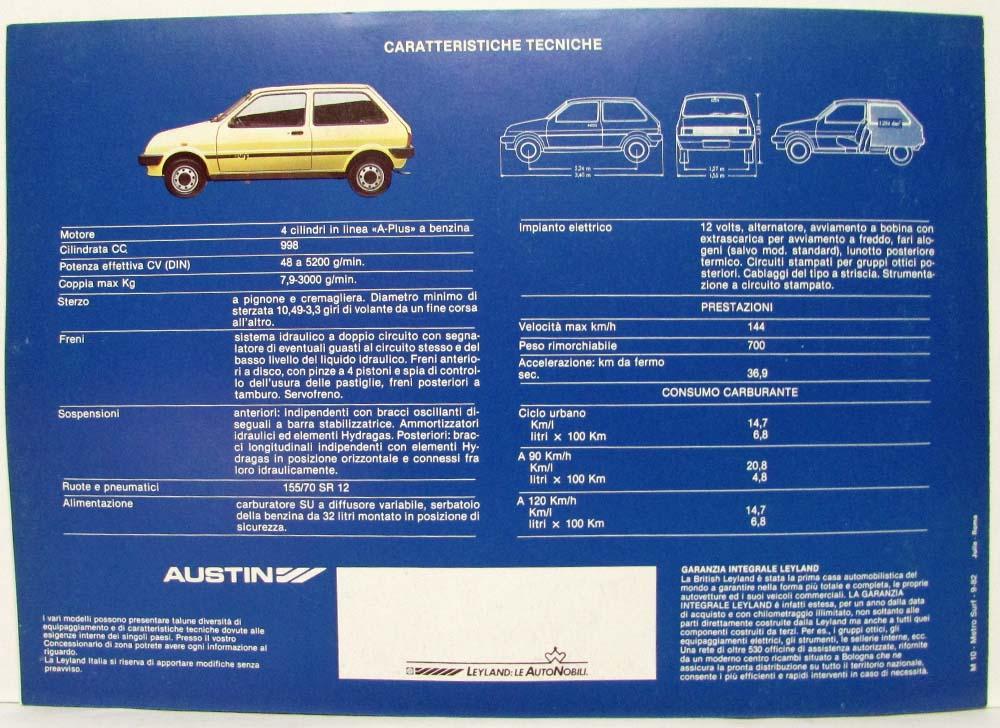 CARATTERISTICHE TECNICHE
3,24 m
3,40 m
1,27 m
1,55 m
Motore 4 cilindri in linea «A-Plus» a benzina
Cilindrata CC 998
Potenza effettiva CV (DIN) 48 a 5200 g/min.
Coppia max Kg 7,9-3000 g/min.
Sterzo a pignone e cremagliera. Diametro minimo di
sterzata 10,49-3,3 giri di volante da un fine corsa
all'altro.
Freni sistema idraulico a doppio circuito con segna-
latore di eventuali guasti al circuito stesso e del
basso livello del liquido idraulico. Freni anterio-
ri a disco, con pinze a 4 pistoni e spia di control-
lo dell'usura delle pastiglie, freni posteriori a
tamburo. Servofreno.
Sospensioni anteriori: Indipendenti con bracci oscillanti di-
seguali a barra stabilizzatrice. Ammortizzatori
idraulici ed elementi Hydragas. Posteriori: brac-
ci longitudinali indipendenti con elementi Hy-
dragas in posizione orizzontale e connessi fra
loro idraulicamente.
Ruote e pneumatici 155/70 SR 12
Alimentazione carburatore SU a diffusore variabile, serbatoio
della benzina da 32 litri montato in posizione di
sicurezza.
Impianto elettrico 12 volts, alternatore, avviamento a bobina con
extrascarica per avviamento a freddo, fari alo-
geni (salvo mod. standard), lunotto posteriore
termico. Circuiti stampati per gruppi ottici po-
steriori. Cablaggi del tipo a striscia. Strumenta-
zione a circuito stampato.
PRESTAZIONI
Velocità max km/h 144
Peso rimorchiabile 700
Accelerazione: km da fermo
sec. 36,9
CONSUMO CARBURANTE
Ciclo urbano
Km/l 14,7
litri × 100 Km 6,8
A 90 Km/h
Km/l 20,8
litri × 100 Km 4,8
A 120 Km/h
Km/l 14,7
litri × 100 Km 6,8
AUSTIN
I vari modelli possono presentare talune diversità di
equipaggiamento e di caratteristiche tecniche dovute alle
esigenze interne dei singoli paesi. Presso il vostro
Concessionario di zona potrete avere ogni informazione al
riguardo.
La Leyland Italia si riserva di apportare modifiche senza
preavviso.
LEYLAND: LE AUTONOBILI.
GARANZIA INTEGRALE LEYLAND
La British Leyland è stata la prima casa automobilistica del
mondo a garantire nella forma più totale e completa, le proprie
autovetture ed i suoi veicoli commerciali. LA GARANZIA
INTEGRALE LEYLAND è infatti estesa, per un anno dalla data
di acquisto e con chilometraggio illimitato, non soltanto alle
parti direttamente costruite dalla Leyland ma anche a tutti quei
componenti costruiti da terzi. Per es., i gruppi ottici, gli
equipaggiamenti elettrici, gli strumenti, le sellerie interne, ecc.
Una rete di oltre 530 officine di assistenza autorizzate, rifornite
da un moderno centro ricambi situato a Bologna che ne
assicura la pronta distribuzione su tutto il territorio nazionale,
consente i più efficienti e rapidi interventi in caso di necessità.
M 10 - Metro Surf - 9-82 Roma